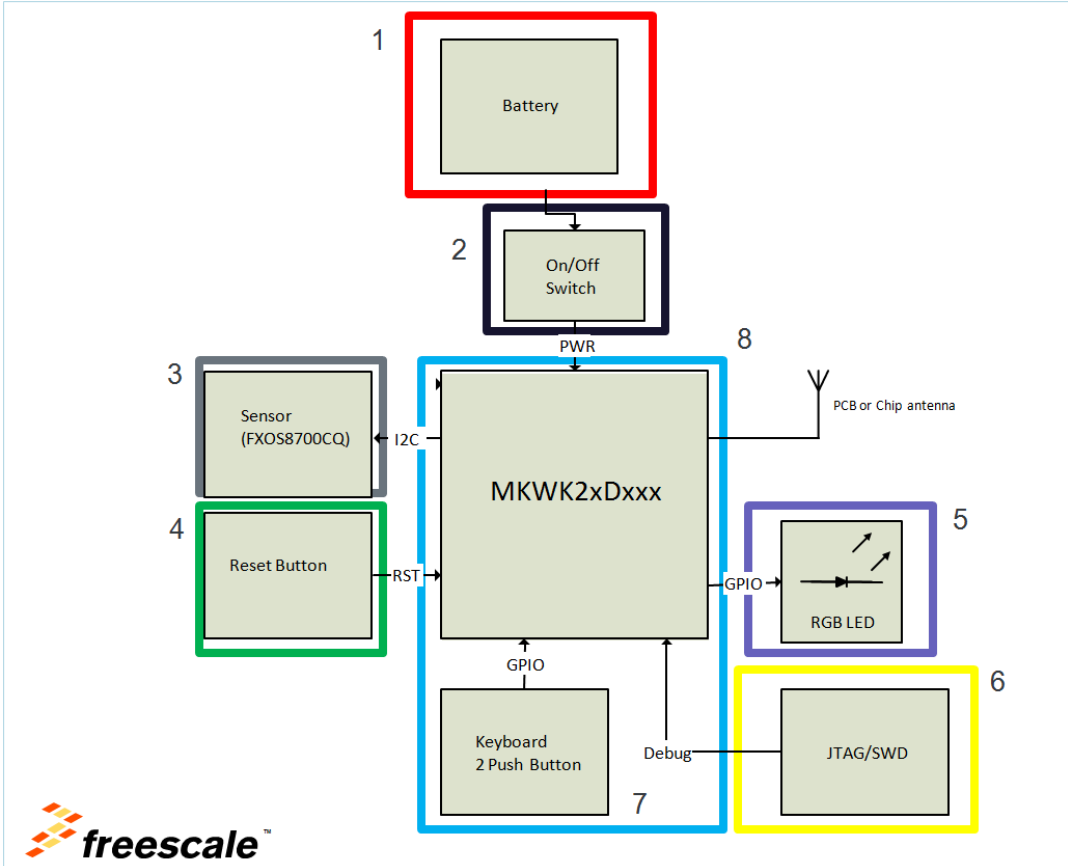 1
Battery
2
On/Off
Switch
PWR
8
3
Sensor
(FXOS8700CQ)
I2C
PCB or Chip antenna
MKWK2xDxxx
4
Reset Button
RST
5
GPIO
RGB LED
GPIO
6
Keyboard
2 Push Button
Debug
JTAG/SWD
7
freescale™